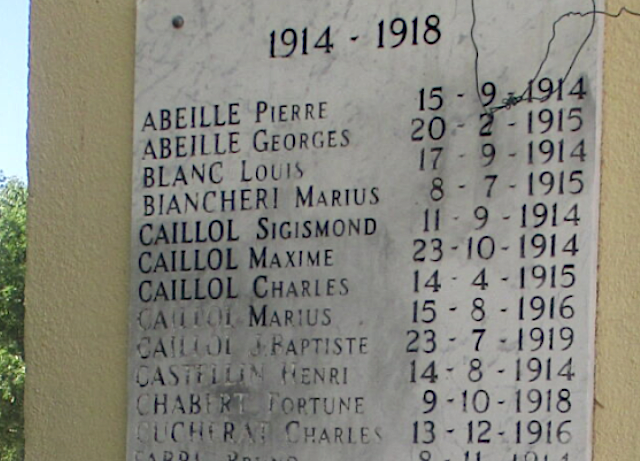 1914 - 1918
ABEILLE PIERRE 15 - 9 - 1914
ABEILLE GEORGES 20 - 2 - 1915
BLANC LOUIS 17 - 9 - 1914
BIANCHERI MARIUS 8 - 7 - 1915
CAILLOL SIGISMOND 11 - 9 - 1914
CAILLOL MAXIME 23 - 10 - 1914
CAILLOL CHARLES 14 - 4 - 1915
CAILLOL MARIUS 15 - 8 - 1916
CAILLOL J BAPTISTE 23 - 7 - 1919
CASTELLIN HENRI 14 - 8 - 1914
CHABERT FORTUNE 9 - 10 - 1918
CUCHERAT CHARLES 13 - 12 - 1916